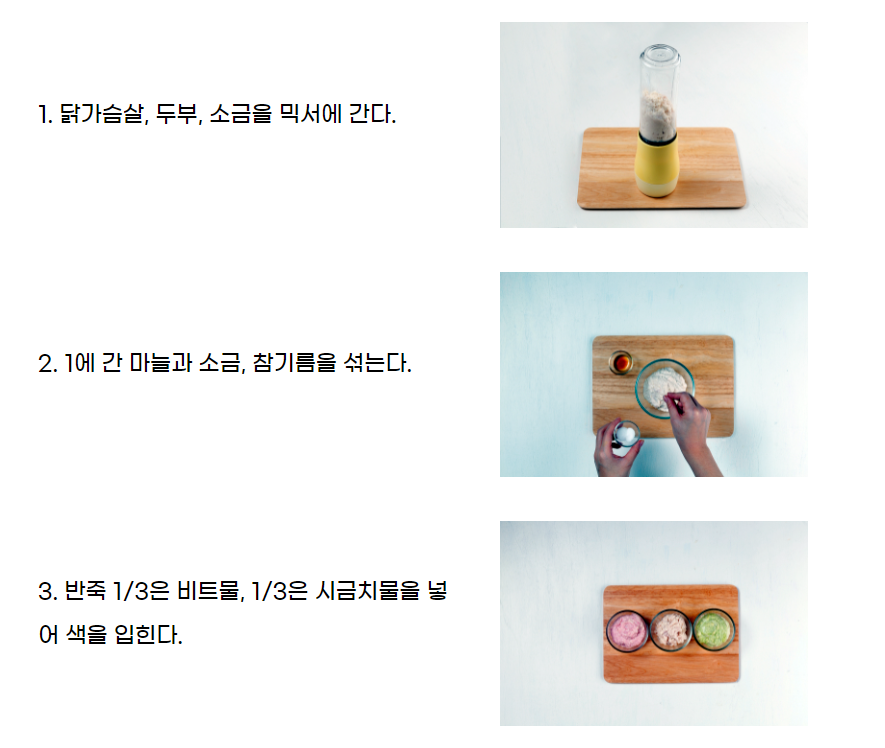 1. 닭가슴살, 두부, 소금을 믹서에 간다.
2. 1에 간 마늘과 소금, 참기름을 섞는다.
3. 반죽 1/3은 비트물, 1/3은 시금치물을 넣
어 색을 입힌다.